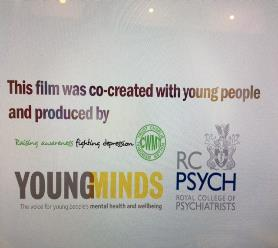 This film was co-created with young people
and produced by
Raising awareness fighting depression
CWMT
RC
PSYCH
ROYAL COLLEGE OF
PSYCHIATRISTS
YOUNGMINDS
The voice for young people's mental health and wellbeing